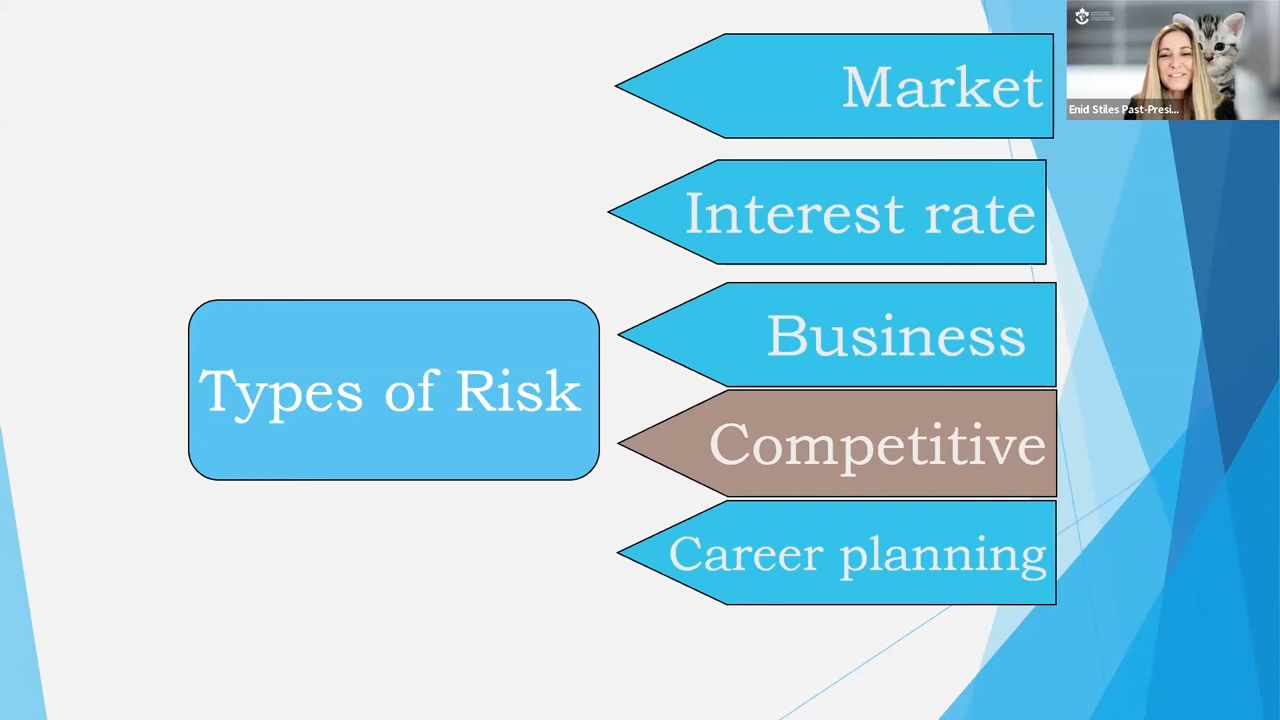 Market
Interest rate
Business
Types of Risk
Competitive
Career planning
Enid Stiles Past-Presi...